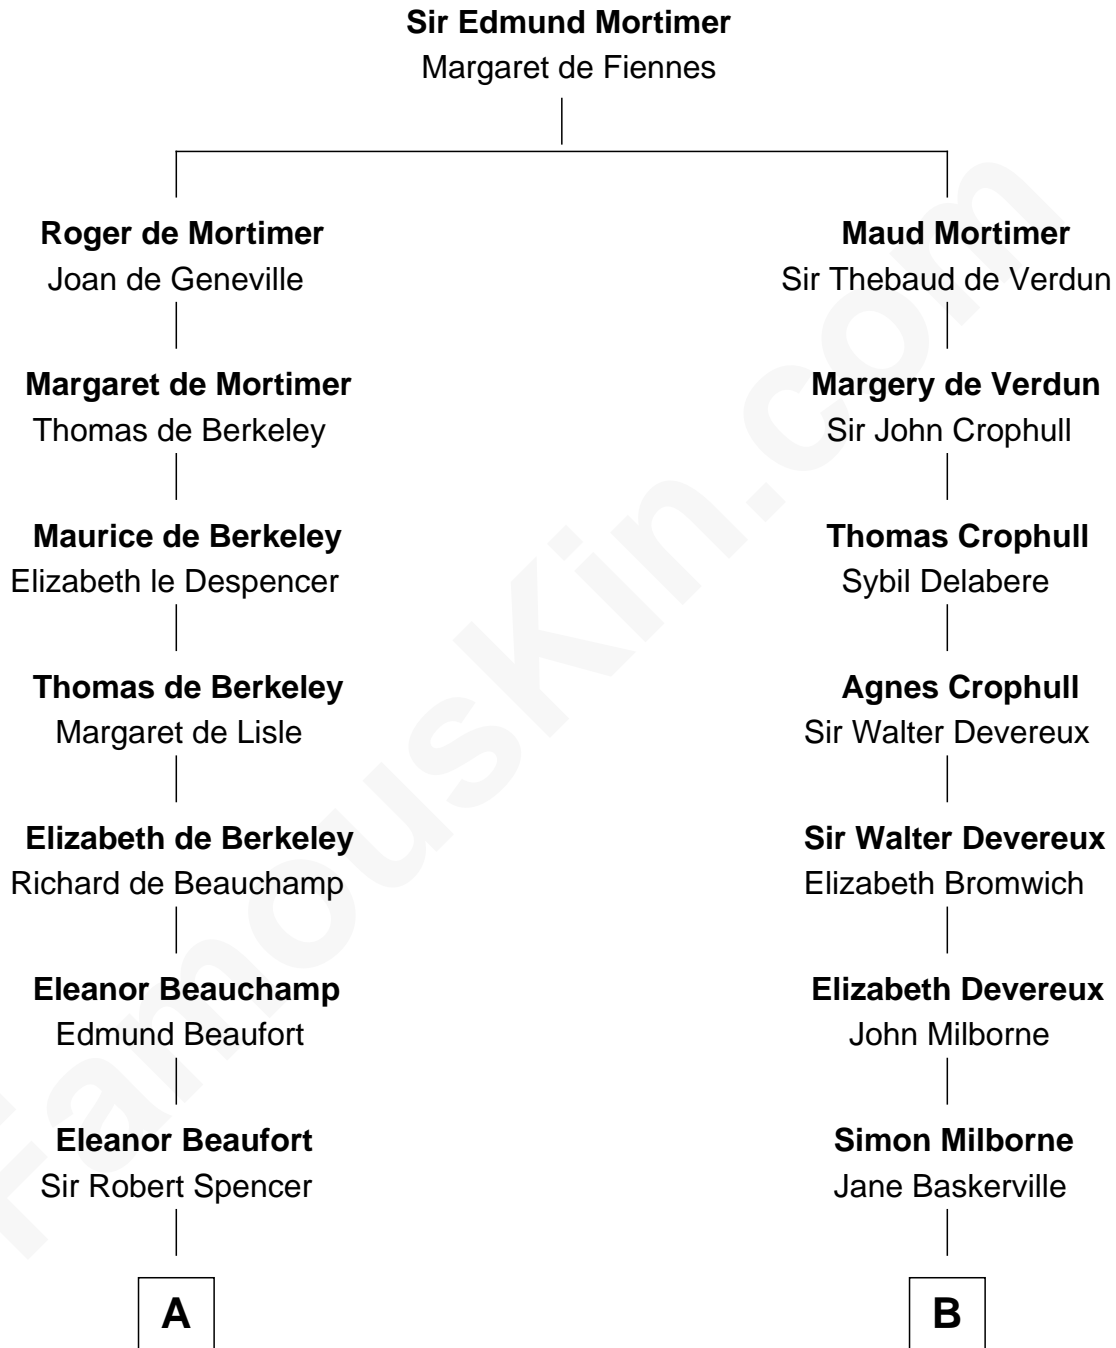 Sir Edmund Mortimer
Margaret de Fiennes
Roger de Mortimer
Joan de Geneville
Maud Mortimer
Sir Thebaud de Verdun
Margaret de Mortimer
Thomas de Berkeley
Margery de Verdun
Sir John Crophull
Maurice de Berkeley
Elizabeth le Despencer
Thomas Crophull
Sybil Delabere
Thomas de Berkeley
Margaret de Lisle
Agnes Crophull
Sir Walter Devereux
Elizabeth de Berkeley
Richard de Beauchamp
Sir Walter Devereux
Elizabeth Bromwich
Eleanor Beauchamp
Edmund Beaufort
Elizabeth Devereux
John Milborne
Eleanor Beaufort
Sir Robert Spencer
Simon Milborne
Jane Baskerville
A
B
FamousKin.com